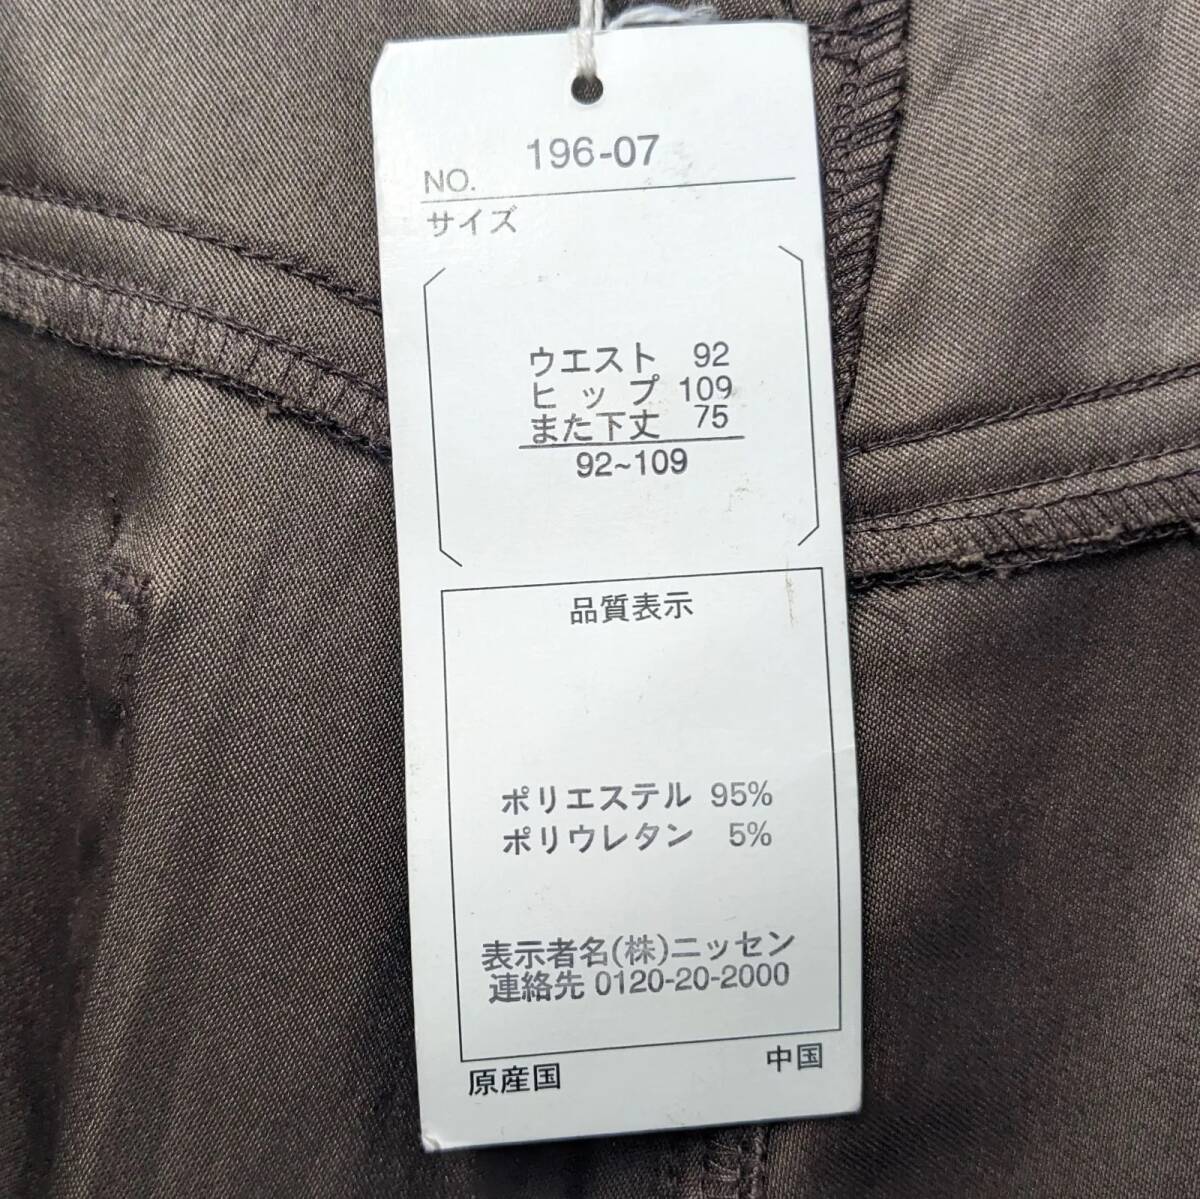 NO. 196-07
サイズ
ウエスト 92
ヒップ 109
また下丈 75
92~109
品質表示
ポリエステル 95%
ポリウレタン 5%
表示者名(株)ニッセン
連絡先 0120-20-2000
原産国 中国